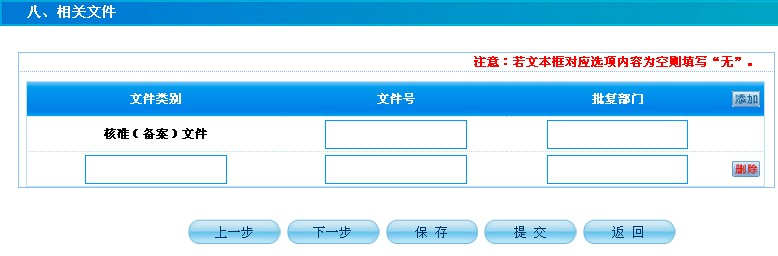 八、相关文件
注意：若文本框对应选项内容为空则填写“无”。
文件类别 文件号 批复部门 添加
核准（备案）文件
删除
上一步 下一步 保 存 提 交 返 回